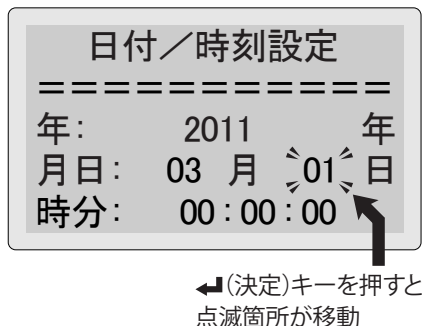 日付／時刻設定
============
年: 2011 年
月日: 03 月 01 日
時分: 00:00:00
↵(決定)キーを押すと
点滅箇所が移動